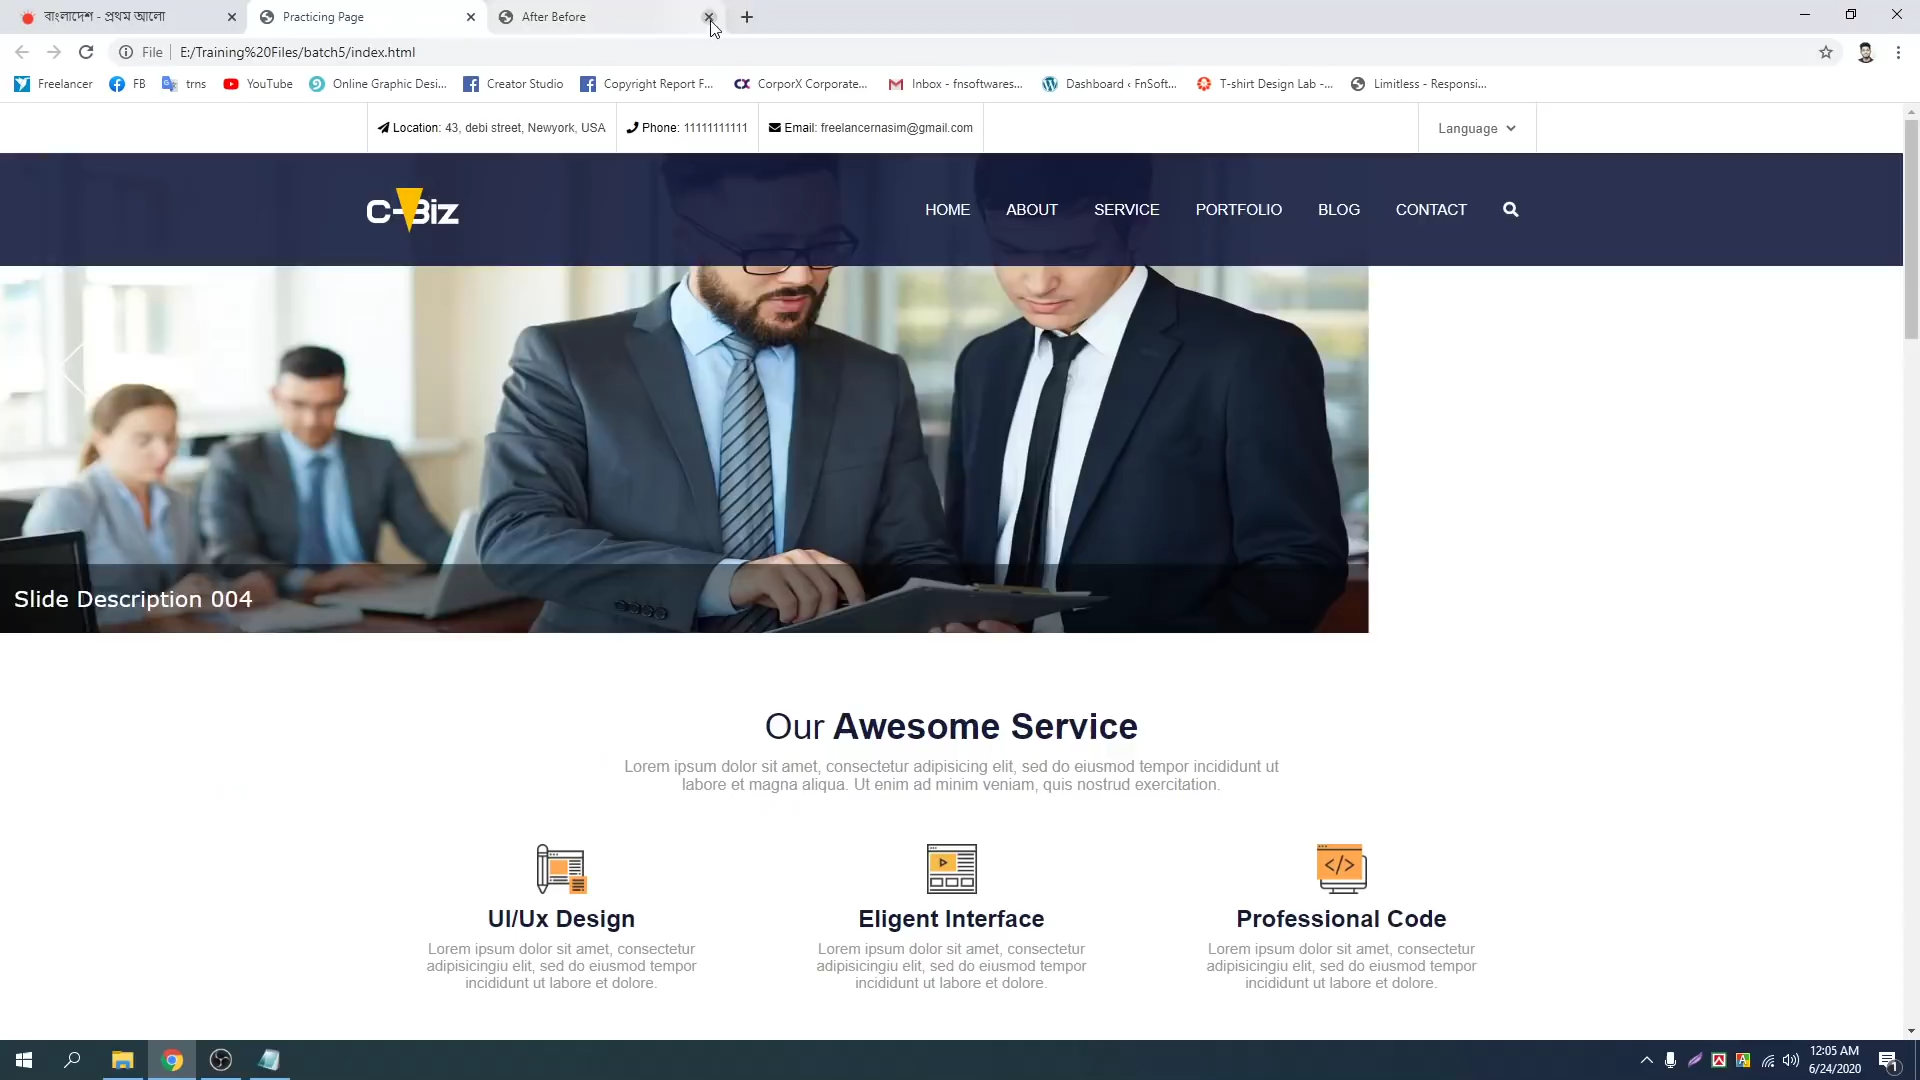 বাংলাদেশ - প্রথম আলো
Practicing Page
After Before
File
E:/Training%20Files/batch5/index.html
Freelancer
FB
trns
YouTube
Online Graphic Desi...
Creator Studio
Copyright Report F...
CorporX Corporate...
Inbox - fnsoftwares...
Dashboard ‹ FnSoft...
T-shirt Design Lab -...
Limitless - Responsi...
Location: 43, debi street, Newyork, USA
Phone: 11111111111
Email: freelancernasim@gmail.com
Language
C-Biz
HOME
ABOUT
SERVICE
PORTFOLIO
BLOG
CONTACT
Slide Description 004
Our Awesome Service
Lorem ipsum dolor sit amet, consectetur adipisicing elit, sed do eiusmod tempor incididunt ut
labore et magna aliqua. Ut enim ad minim veniam, quis nostrud exercitation.
UI/Ux Design
Lorem ipsum dolor sit amet, consectetur
adipisicingiu elit, sed do eiusmod tempor
incididunt ut labore et dolore.
Eligent Interface
Lorem ipsum dolor sit amet, consectetur
adipisicingiu elit, sed do eiusmod tempor
incididunt ut labore et dolore.
Professional Code
Lorem ipsum dolor sit amet, consectetur
adipisicingiu elit, sed do eiusmod tempor
incididunt ut labore et dolore.
12:05 AM
6/24/2020
1